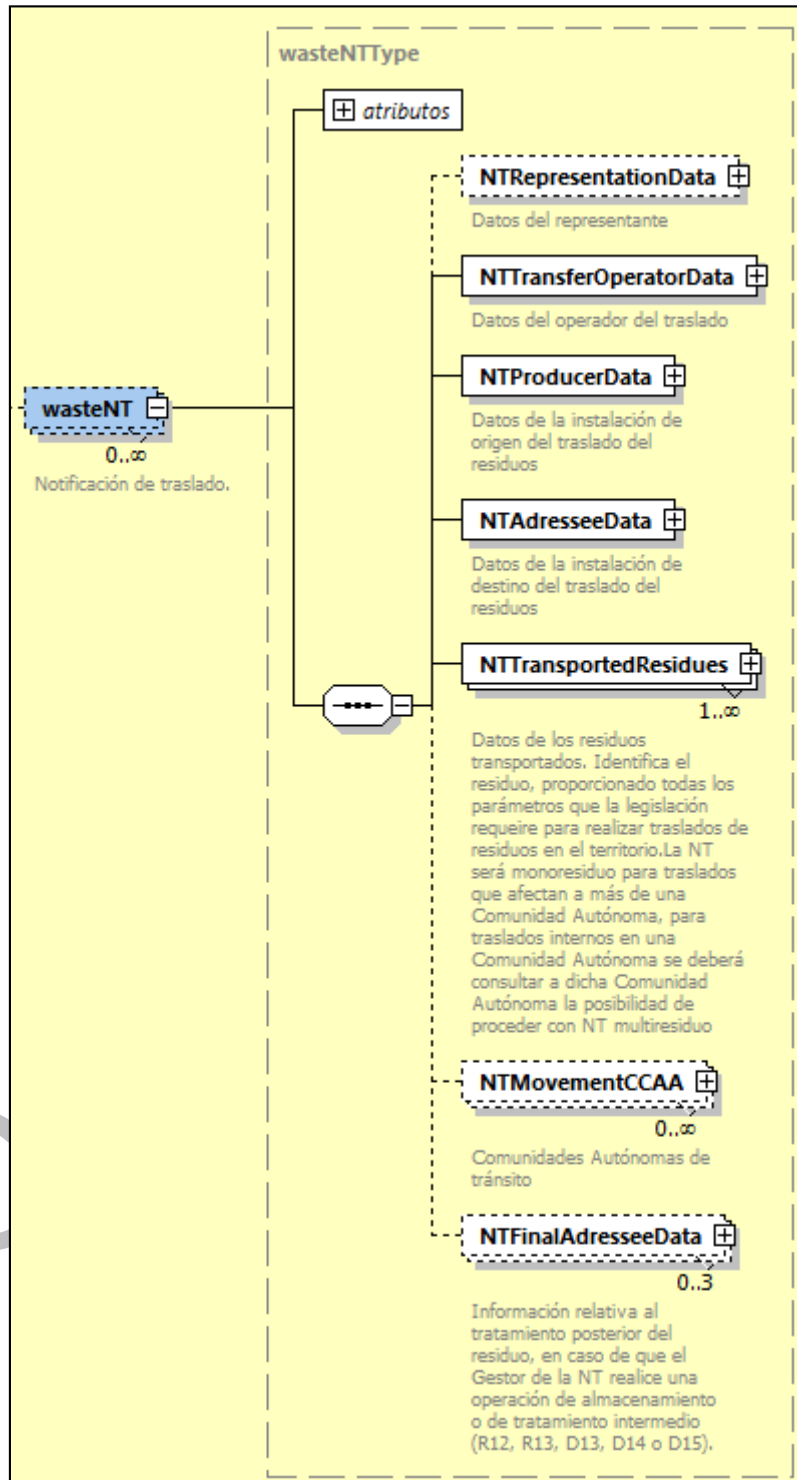 wasteNTType
atributos
NTRepresentationData
Datos del representante
NTTransferOperatorData
Datos del operador del traslado
NTProducerData
Datos de la instalación de
origen del traslado del
residuos
wasteNT
0..∞
Notificación de traslado.
NTAdresseeData
Datos de la instalación de
destino del traslado del
residuos
NTTransportedResidues
1..∞
Datos de los residuos
transportados. Identifica el
residuo, proporcionado todas los
parámetros que la legislación
requeire para realizar traslados de
residuos en el territorio.La NT
será monoresiduo para traslados
que afectan a más de una
Comunidad Autónoma, para
traslados internos en una
Comunidad Autónoma se deberá
consultar a dicha Comunidad
Autónoma la posibilidad de
proceder con NT multiresiduo
NTMovementCCAA
0..∞
Comunidades Autónomas de
tránsito
NTFinalAdresseeData
0..3
Información relativa al
tratamiento posterior del
residuo, en caso de que el
Gestor de la NT realice una
operación de almacenamiento
o de tratamiento intermedio
(R12, R13, D13, D14 o D15).